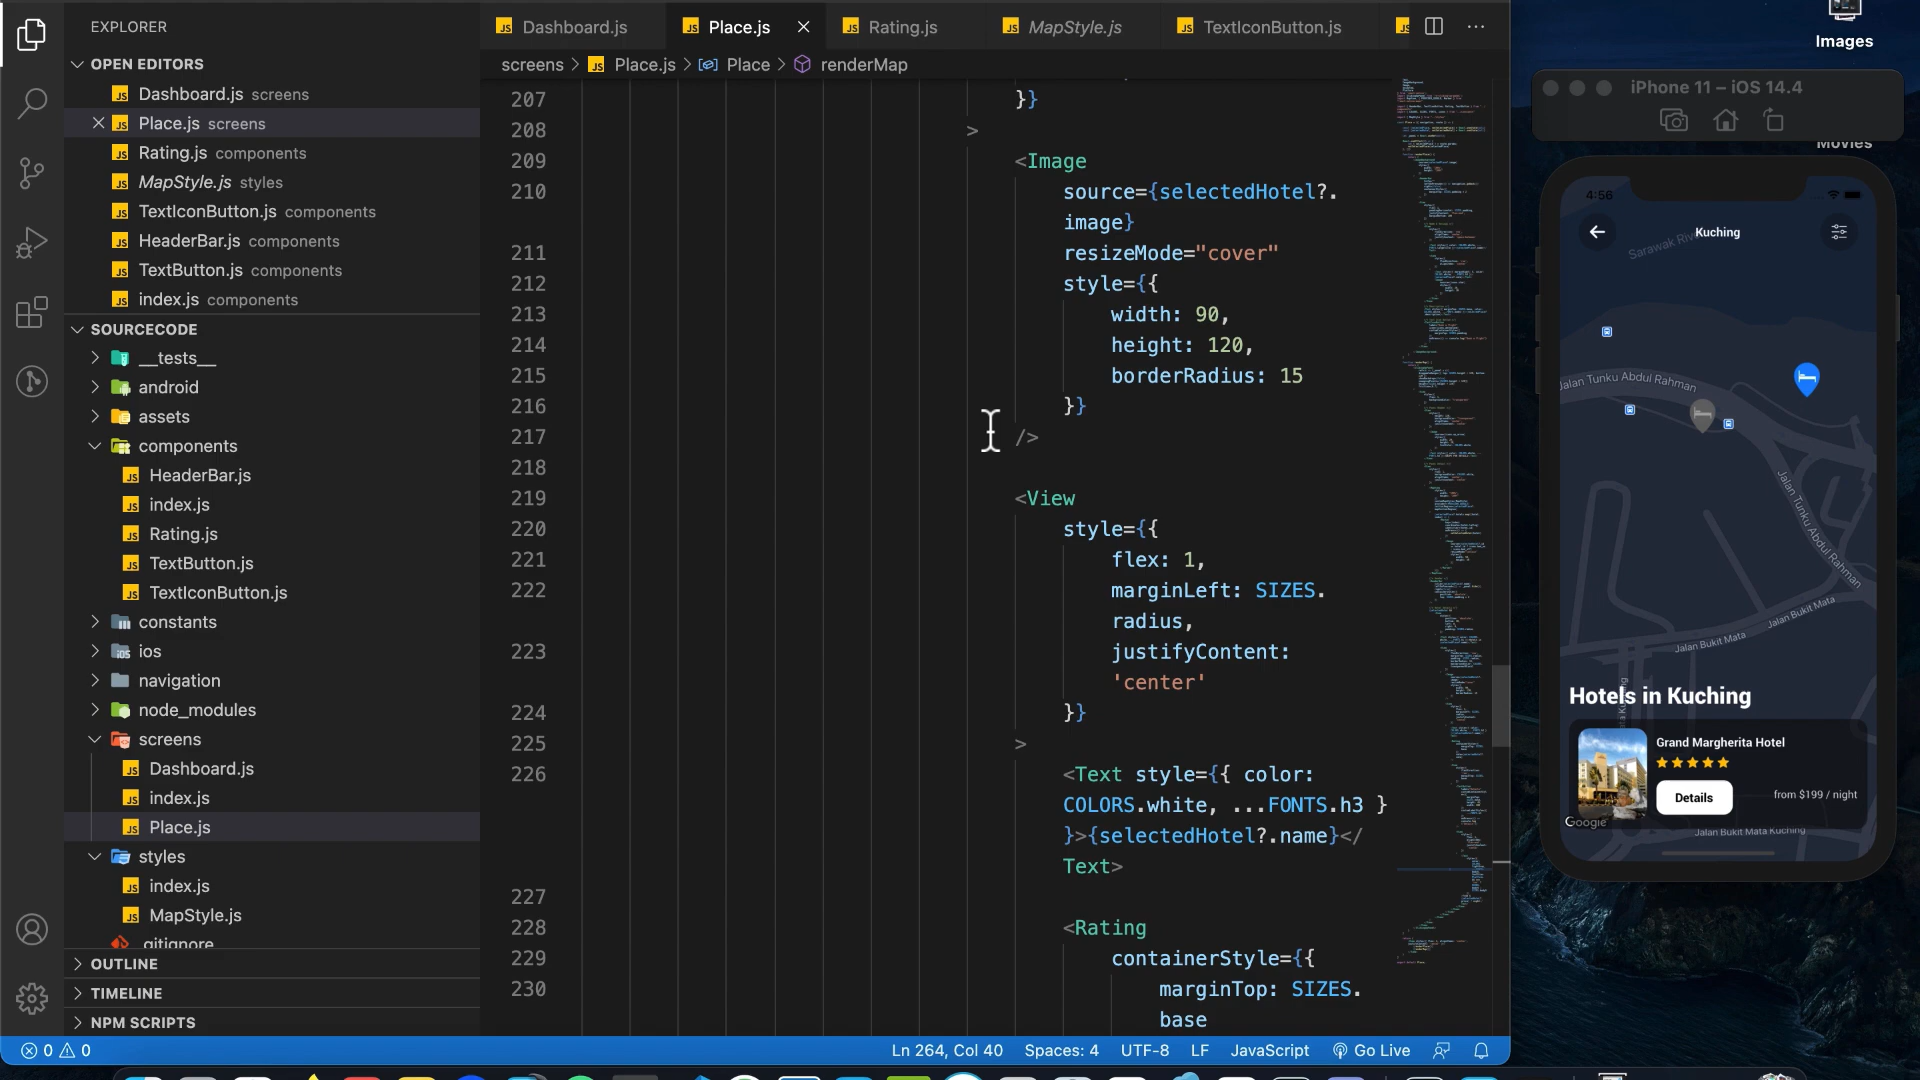 EXPLORER
OPEN EDITORS
Dashboard.js screens
Place.js screens
Rating.js components
MapStyle.js styles
TextIconButton.js components
HeaderBar.js components
TextButton.js components
index.js components
SOURCECODE
__tests__
android
assets
components
HeaderBar.js
index.js
Rating.js
TextButton.js
TextIconButton.js
constants
ios
navigation
node_modules
screens
Dashboard.js
index.js
Place.js
styles
index.js
MapStyle.js
.gitignore
OUTLINE
TIMELINE
NPM SCRIPTS
Dashboard.js
Place.js
Rating.js
MapStyle.js
TextIconButton.js
screens > Place.js > Place > renderMap
207 }}
208 >
209 <Image
210 source={selectedHotel?.
image}
211 resizeMode="cover"
212 style={{
213 width: 90,
214 height: 120,
215 borderRadius: 15
216 }}
217 />
218
219 <View
220 style={{
221 flex: 1,
222 marginLeft: SIZES.
radius,
223 justifyContent:
'center'
224 }}
225 >
226 <Text style={{ color:
COLORS.white, ...FONTS.h3 }
}>{selectedHotel?.name}</
Text>
227
228 <Rating
229 containerStyle={{
230 marginTop: SIZES.
base
0 0
Ln 264, Col 40
Spaces: 4
UTF-8
LF
JavaScript
Go Live
Images
iPhone 11 – iOS 14.4
Movies
4:56
Kuching
Jalan Tunku Abdul Rahman
Jalan Tunku Abdul Rahman
Jalan Bukit Mata
Jalan Bukit Mata
Hotels in Kuching
Grand Margherita Hotel
Details
from $199 / night
Google
Jalan Bukit Mata Kuching